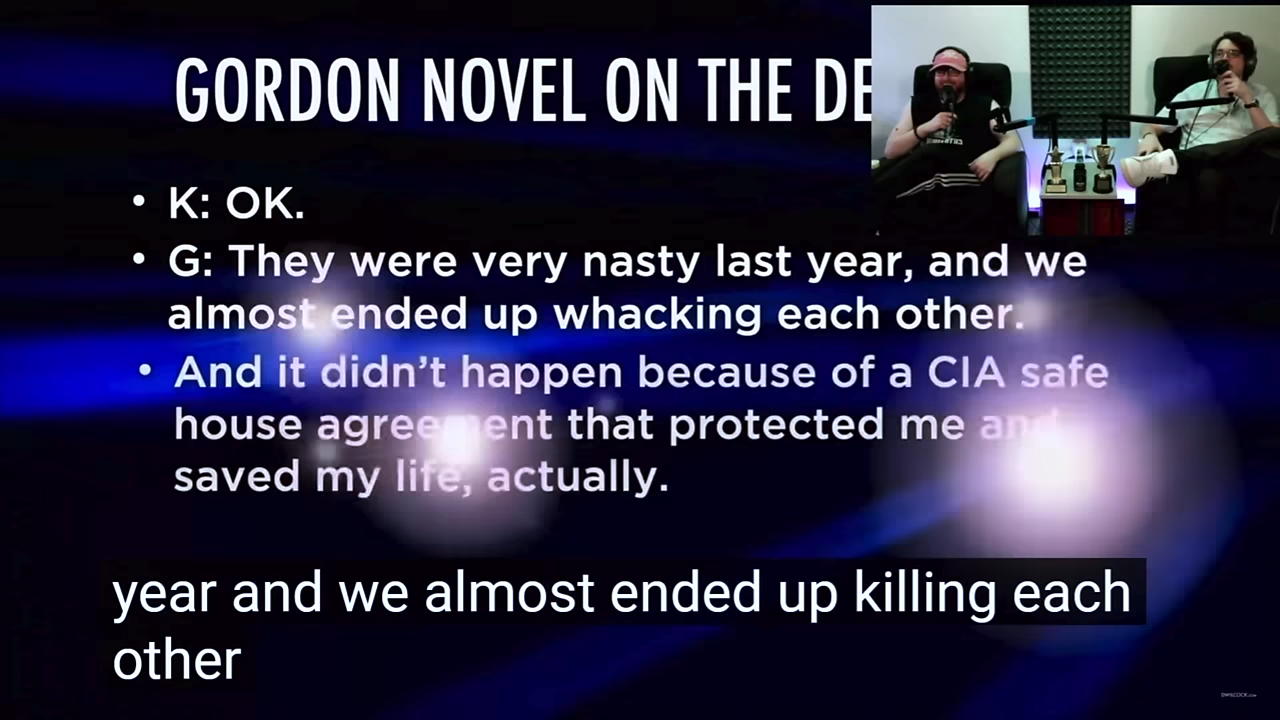 GORDON NOVEL ON THE DE
• K: OK.
• G: They were very nasty last year, and we
almost ended up whacking each other.
• And it didn't happen because of a CIA safe
house agreement that protected me and
saved my life, actually.
year and we almost ended up killing each
other
DWILCOCK.COM